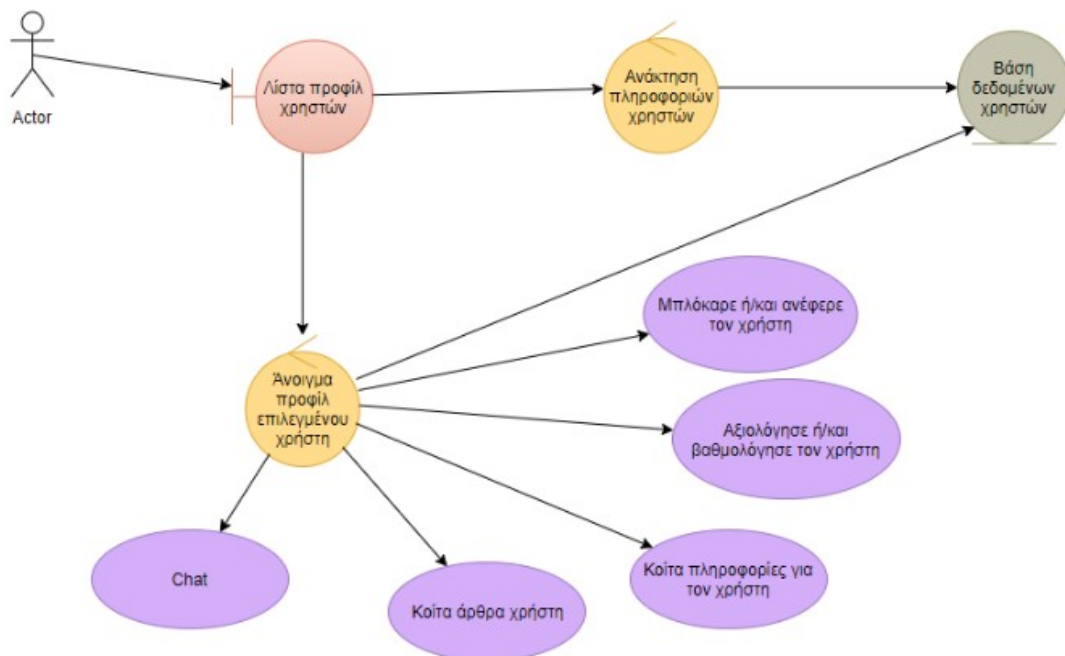 Actor
Λίστα προφίλ
χρηστών
Ανάκτηση
πληροφοριών
χρηστών
Βάση
δεδομένων
χρηστών
Μπλόκαρε ή/και ανέφερε
τον χρήστη
Άνοιγμα
προφίλ
επιλεγμένου
χρήστη
Αξιολόγησε ή/και
βαθμολόγησε τον χρήστη
Chat
Κοίτα άρθρα χρήστη
Κοίτα πληροφορίες για
τον χρήστη